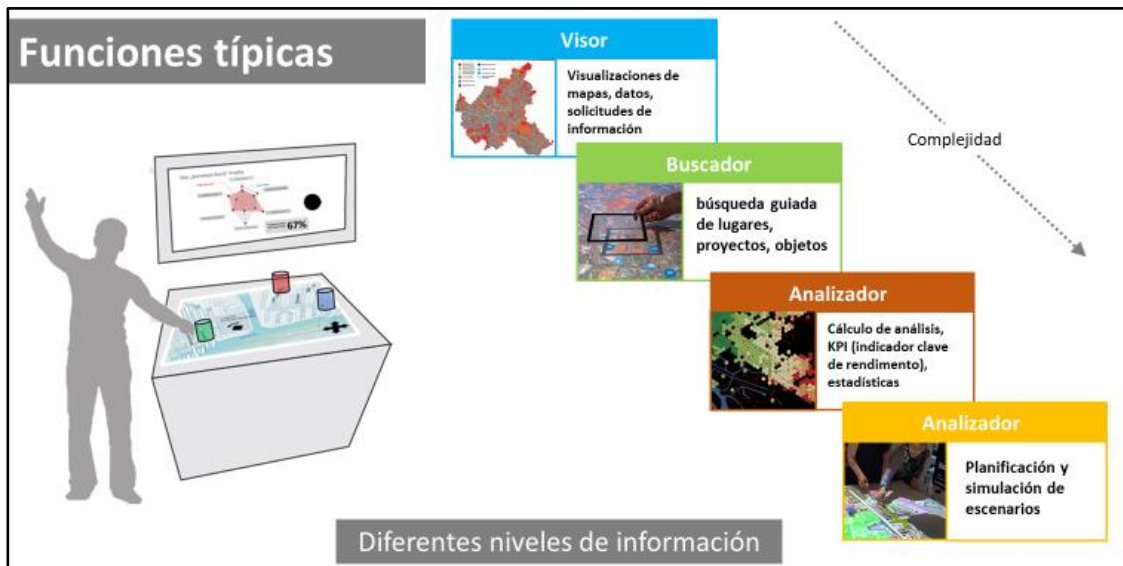 Funciones típicas
Visor
Visualizaciones de
mapas, datos,
solicitudes de
información
Complejidad
Buscador
búsqueda guiada
de lugares,
proyectos, objetos
67%
Analizador
Cálculo de análisis,
KPI (indicador clave
de rendimento),
estadísticas
Analizador
Planificación y
simulación de
escenarios
Diferentes niveles de información